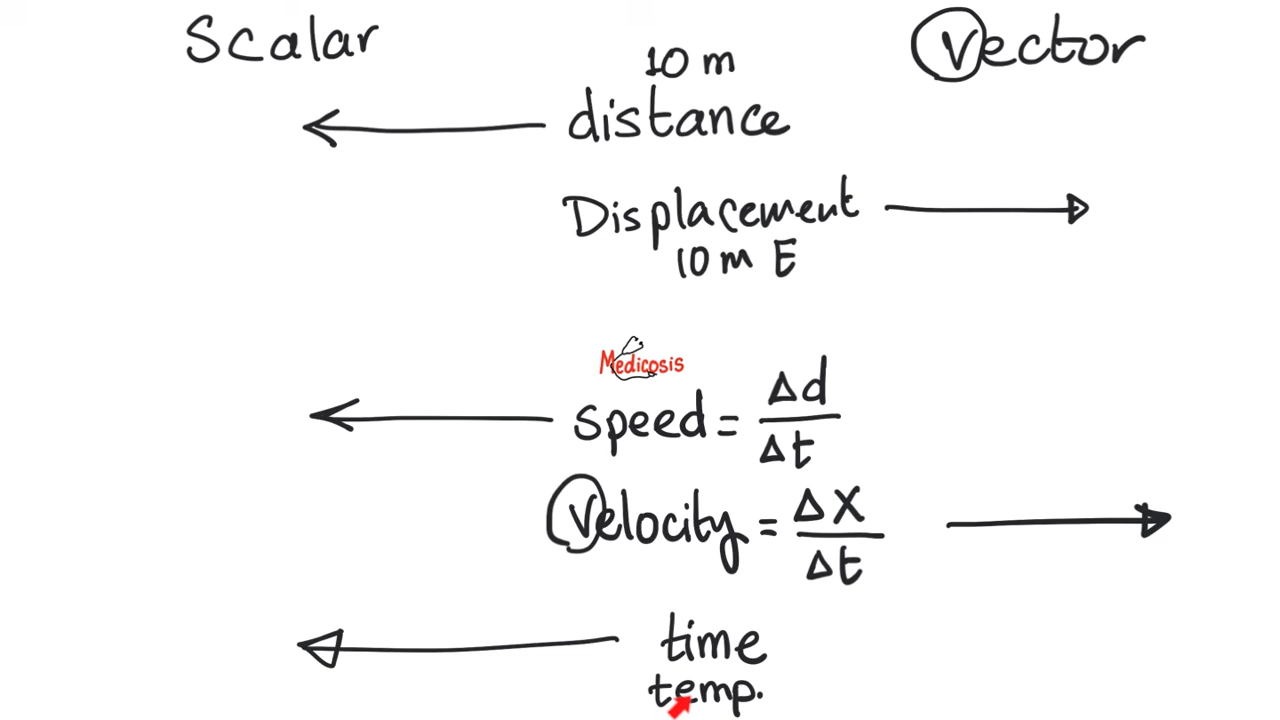 Scalar
Vector
10 m
distance
Displacement
10 m E
Medicosis
speed = Δd / Δt
Velocity = ΔX / Δt
time
temp.